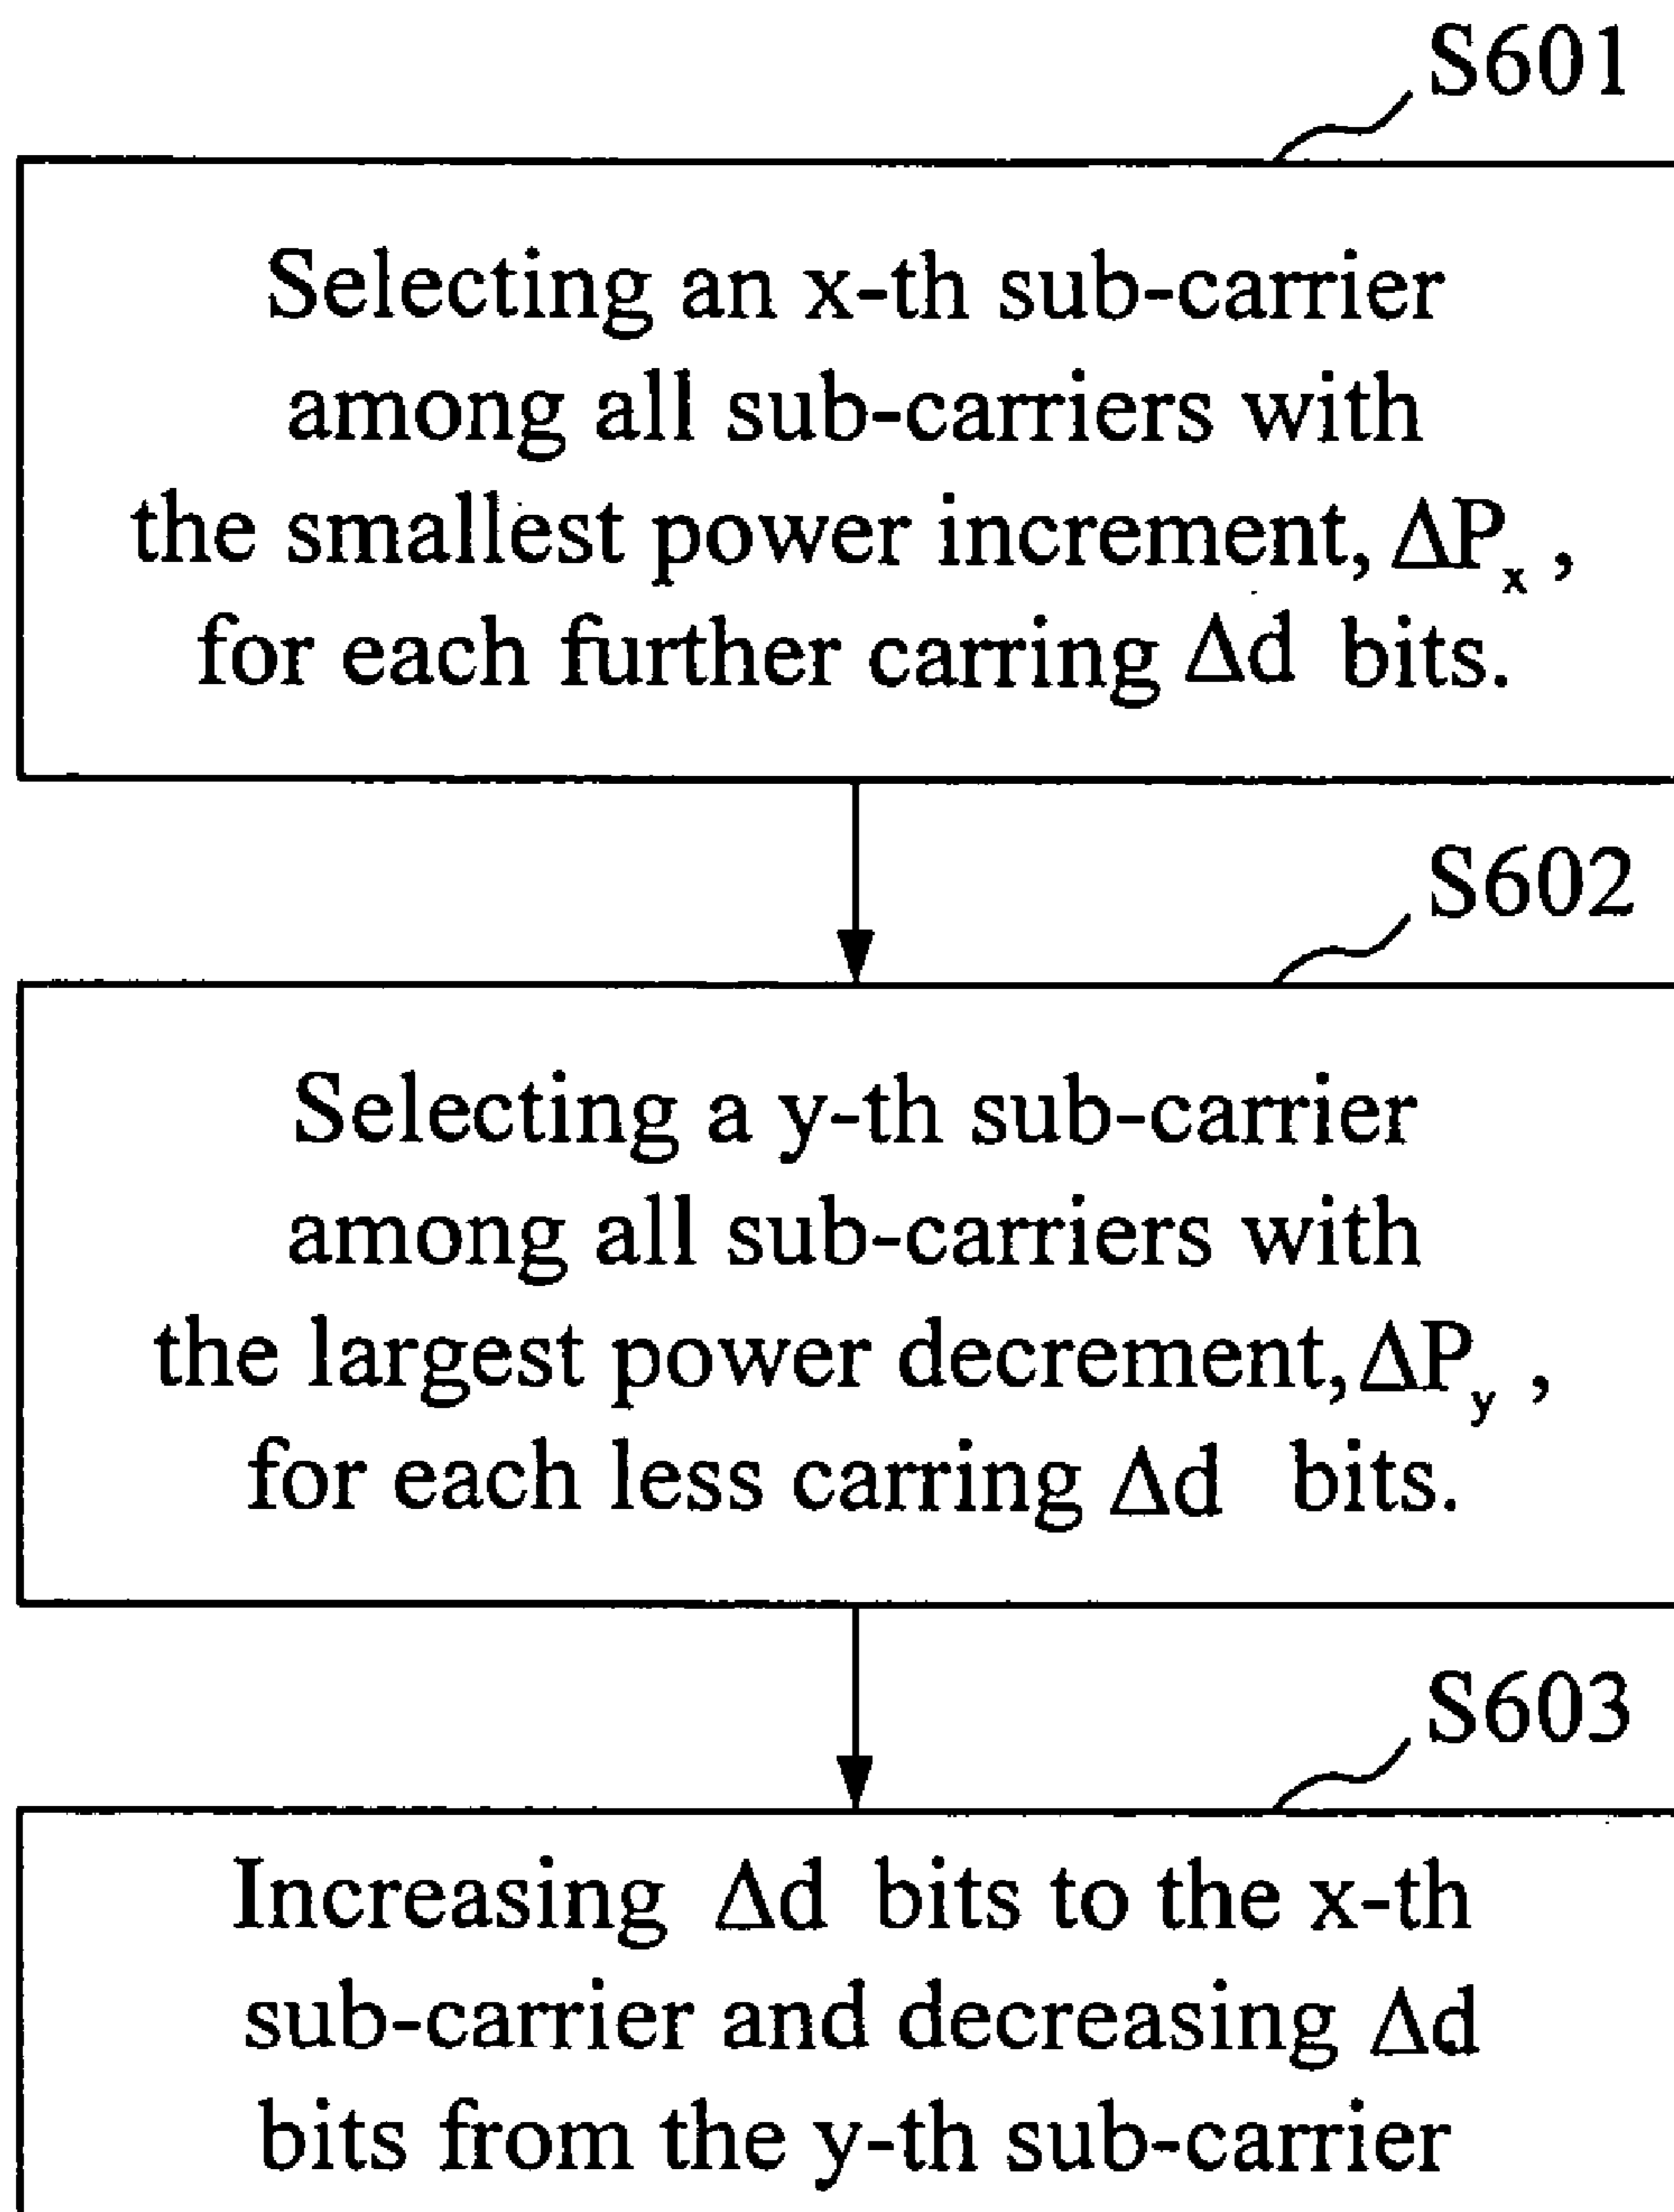 S601
Selecting an x-th sub-carrier
among all sub-carriers with
the smallest power increment, ΔPx ,
for each further carring Δd bits.
S602
Selecting a y-th sub-carrier
among all sub-carriers with
the largest power decrement, ΔPy ,
for each less carring Δd bits.
S603
Increasing Δd bits to the x-th
sub-carrier and decreasing Δd
bits from the y-th sub-carrier